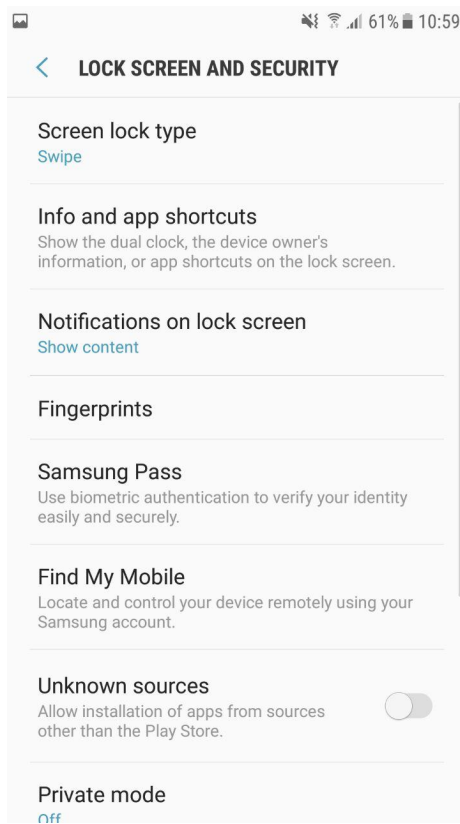 61% 10:59
LOCK SCREEN AND SECURITY
Screen lock type
Swipe
Info and app shortcuts
Show the dual clock, the device owner's
information, or app shortcuts on the lock screen.
Notifications on lock screen
Show content
Fingerprints
Samsung Pass
Use biometric authentication to verify your identity
easily and securely.
Find My Mobile
Locate and control your device remotely using your
Samsung account.
Unknown sources
Allow installation of apps from sources
other than the Play Store.
Private mode
Off